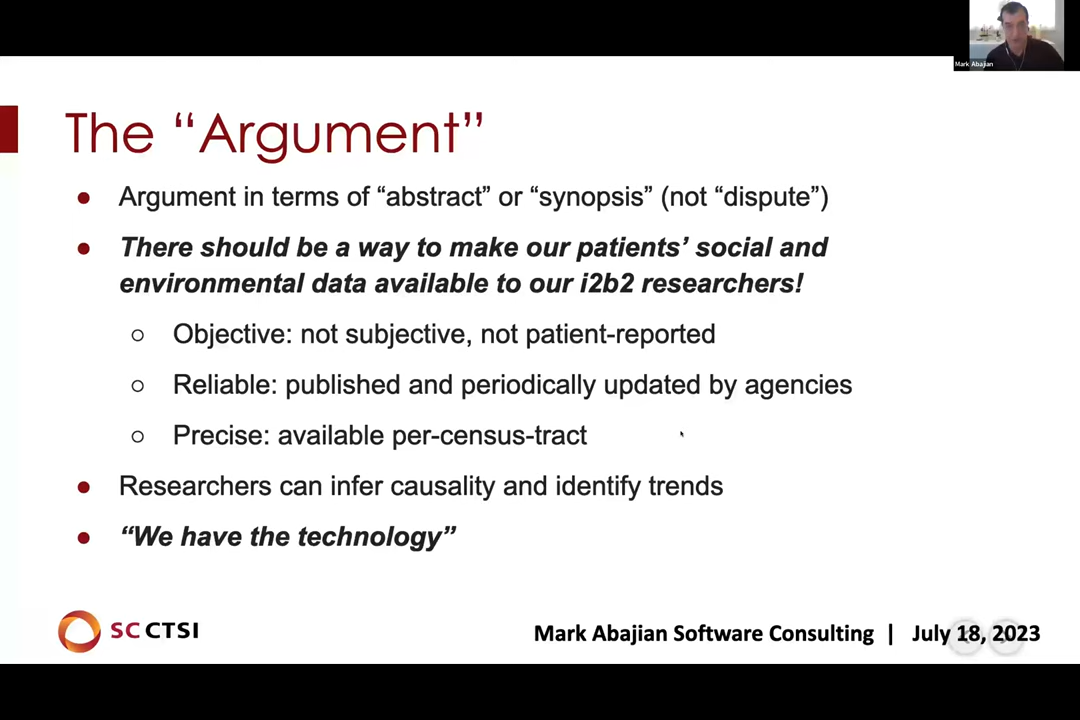 Mark Abajian
The “Argument”
● Argument in terms of “abstract” or “synopsis” (not “dispute”)
● There should be a way to make our patients’ social and
environmental data available to our i2b2 researchers!
○ Objective: not subjective, not patient-reported
○ Reliable: published and periodically updated by agencies
○ Precise: available per-census-tract
● Researchers can infer causality and identify trends
● “We have the technology”
SC CTSI
Mark Abajian Software Consulting | July 18, 2023